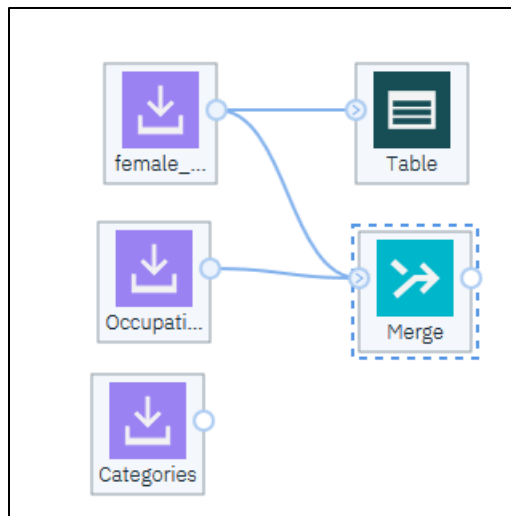 female_...
Table
Occupati...
Merge
Categories